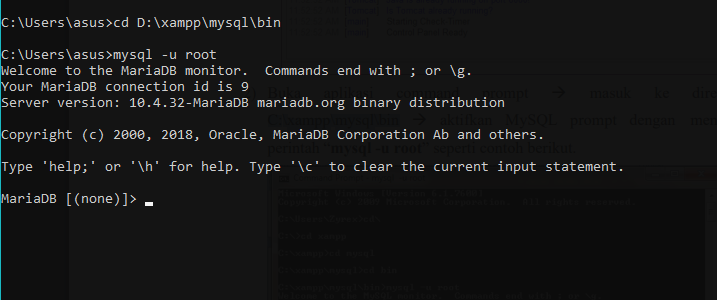 C:\Users\asus>cd D:\xampp\mysql\bin
C:\Users\asus>mysql -u root
Welcome to the MariaDB monitor.  Commands end with ; or \g.
Your MariaDB connection id is 9
Server version: 10.4.32-MariaDB mariadb.org binary distribution
Copyright (c) 2000, 2018, Oracle, MariaDB Corporation Ab and others.
Type 'help;' or '\h' for help. Type '\c' to clear the current input statement.
MariaDB [(none)]>